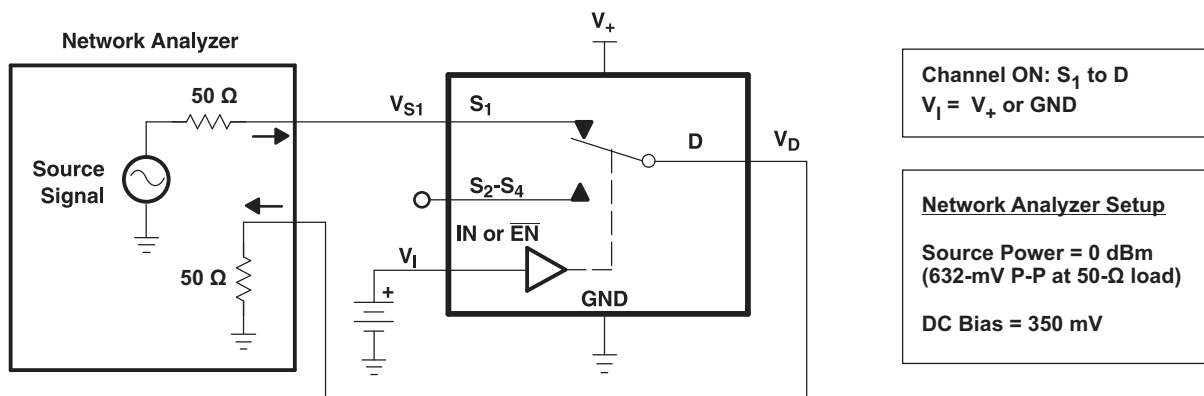 V+
Network Analyzer
50 Ω
VS1
S1
D
VD
Source
Signal
S2-S4
IN or E̅N̅
VI
50 Ω
+
GND
Channel ON: S1 to D
VI = V+ or GND
Network Analyzer Setup
Source Power = 0 dBm
(632-mV P-P at 50-Ω load)
DC Bias = 350 mV